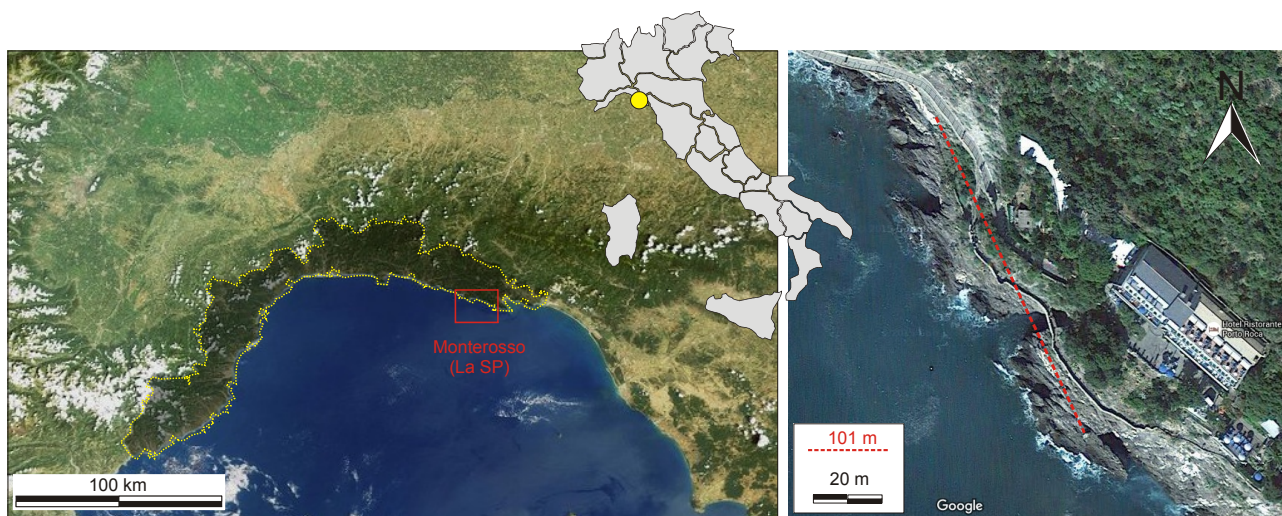 Monterosso
(La SP)
100 km
N
Hotel Ristorante
Porto Roca
101 m
20 m
Google